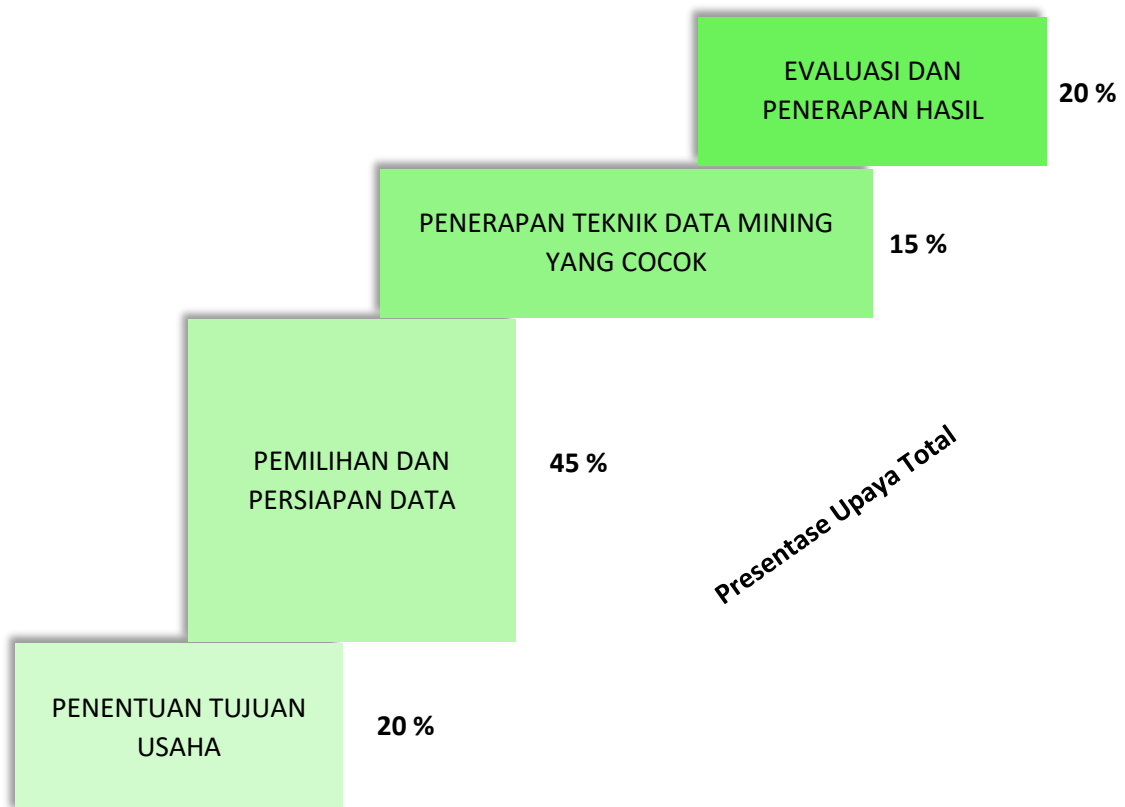 EVALUASI DAN
PENERAPAN HASIL
20 %
PENERAPAN TEKNIK DATA MINING
YANG COCOK
15 %
PEMILIHAN DAN
PERSIAPAN DATA
45 %
Presentase Upaya Total
PENENTUAN TUJUAN
USAHA
20 %